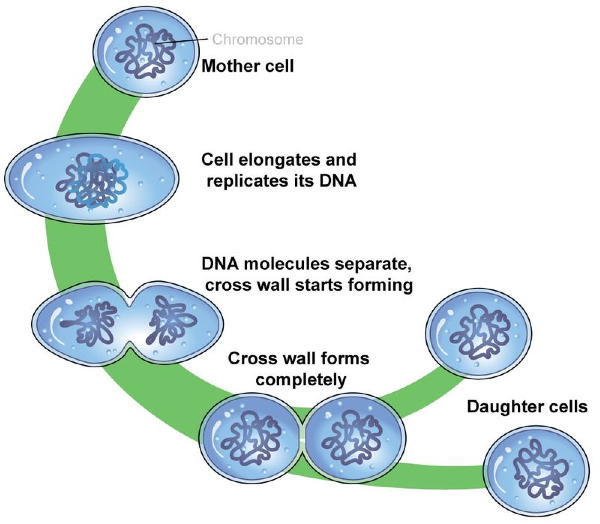 Chromosome
Mother cell
Cell elongates and
replicates its DNA
DNA molecules separate,
cross wall starts forming
Cross wall forms
completely
Daughter cells